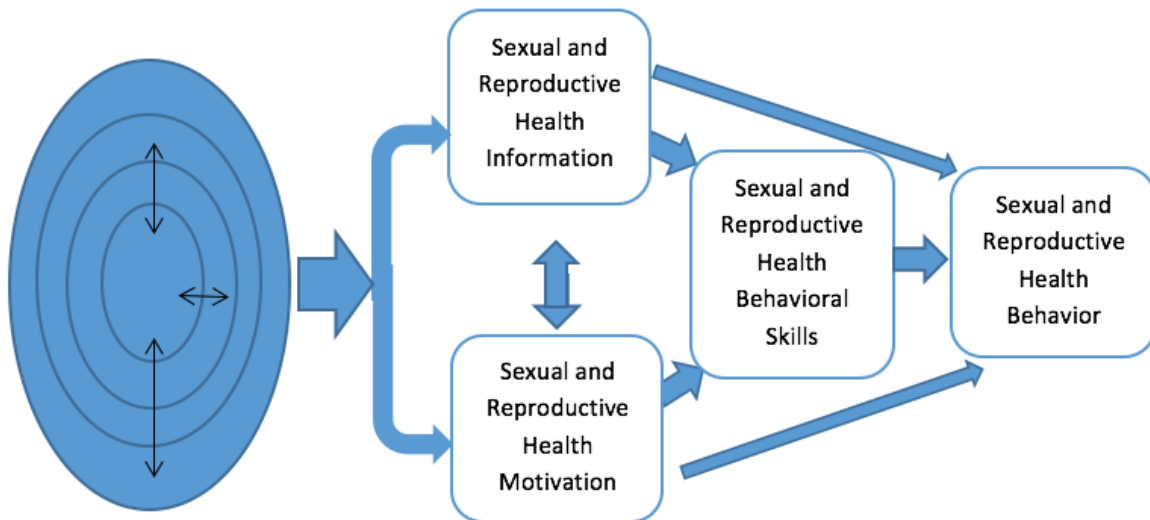 Sexual and
Reproductive
Health
Information
Sexual and
Reproductive
Health
Motivation
Sexual and
Reproductive
Health
Behavioral
Skills
Sexual and
Reproductive
Health
Behavior